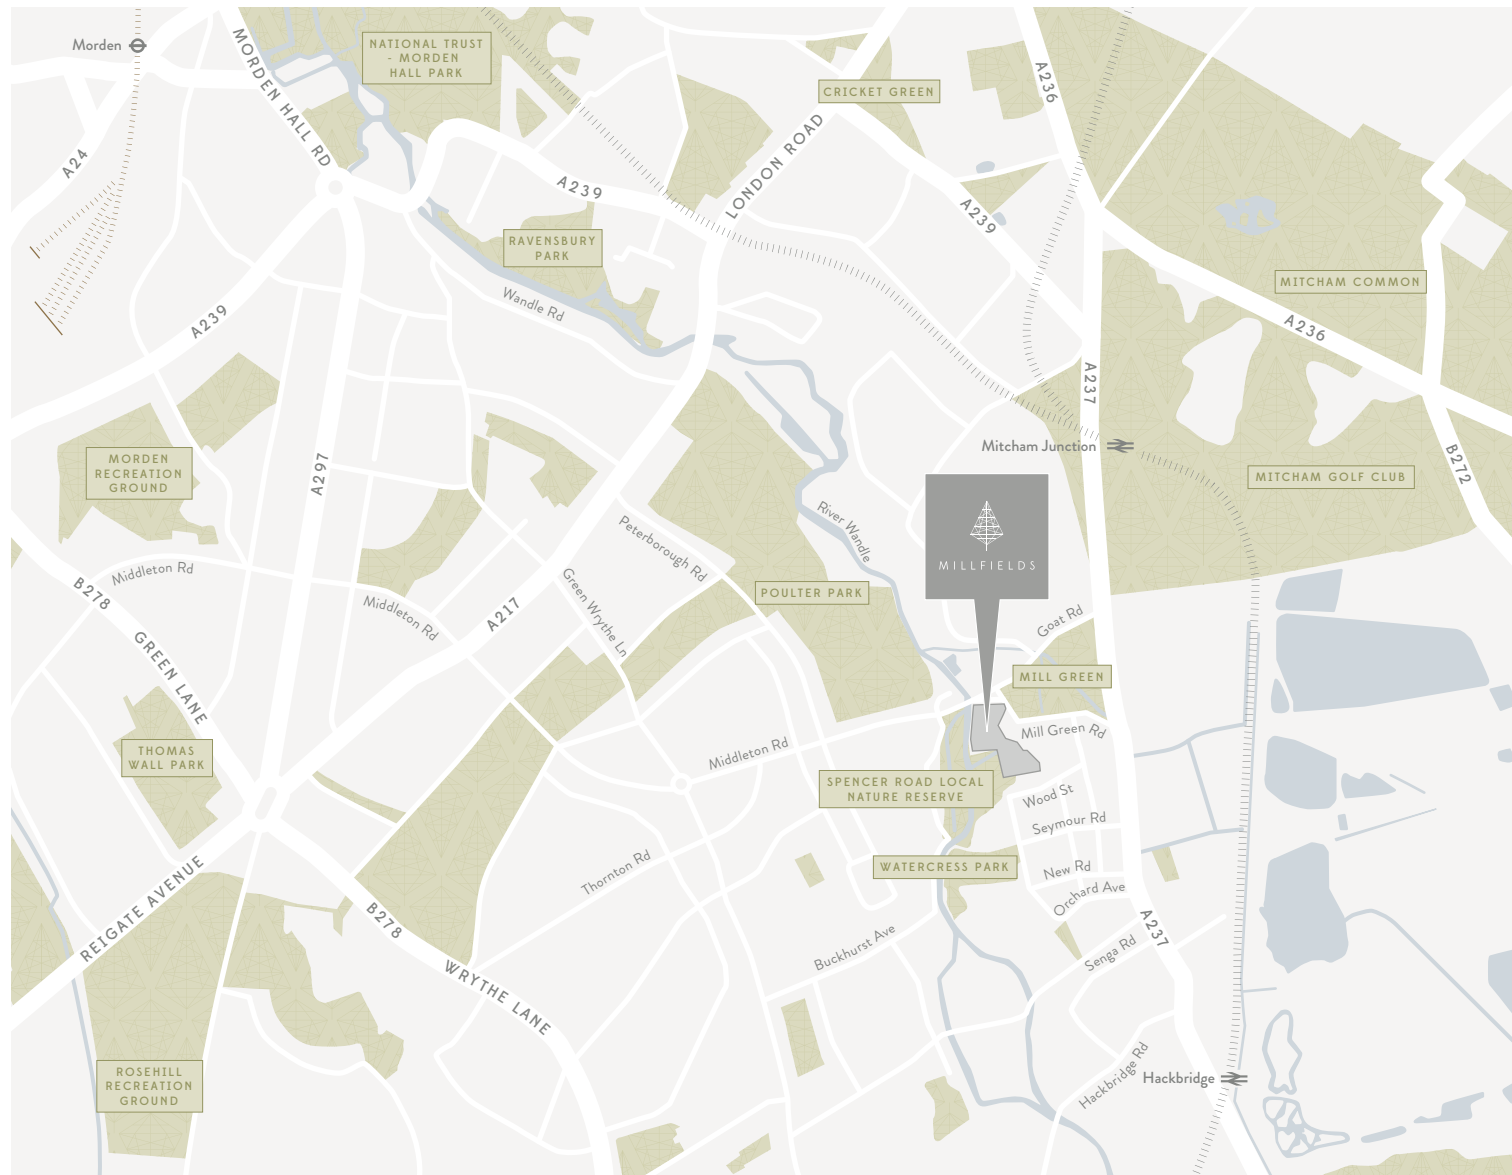 Morden
MORDEN HALL RD
NATIONAL TRUST
- MORDEN
HALL PARK
CRICKET GREEN
A236
A24
A239
LONDON ROAD
A239
RAVENSBURY
PARK
MITCHAM COMMON
Wandle Rd
A239
A236
A237
Mitcham Junction
MORDEN
RECREATION
GROUND
A297
MITCHAM GOLF CLUB
B272
River Wandle
Peterborough Rd
MILLFIELDS
Middleton Rd
B278
Middleton Rd
Green Wrythe Ln
A217
POULTER PARK
Goat Rd
GREEN LANE
MILL GREEN
Mill Green Rd
THOMAS
WALL PARK
Middleton Rd
SPENCER ROAD LOCAL
NATURE RESERVE
Wood St
Seymour Rd
Thornton Rd
WATERCRESS PARK
New Rd
Orchard Ave
REIGATE AVENUE
B278
Buckhurst Ave
A237
Senga Rd
WRYTHE LANE
ROSEHILL
RECREATION
GROUND
Hackbridge Rd
Hackbridge